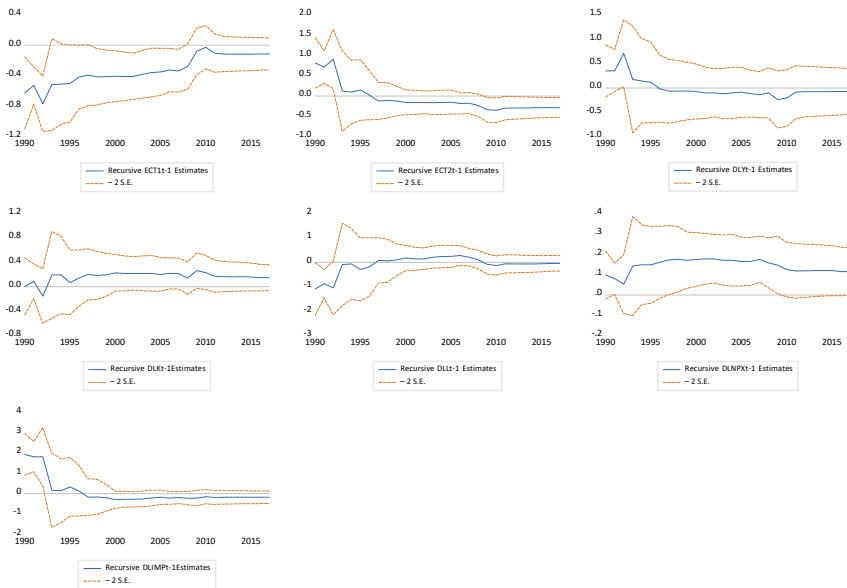 0.4
0.0
-0.4
-0.8
-1.2
1990 1995 2000 2005 2010 2015
Recursive ECT1t-1 Estimates
– 2 S.E.
2.0
1.5
1.0
0.5
0.0
-0.5
-1.0
1990 1995 2000 2005 2010 2015
Recursive ECT2t-1 Estimates
– 2 S.E.
1.5
1.0
0.5
0.0
-0.5
-1.0
1990 1995 2000 2005 2010 2015
Recursive DLYt-1 Estimates
– 2 S.E.
1.2
0.8
0.4
0.0
-0.4
-0.8
1990 1995 2000 2005 2010 2015
Recursive DLKt-1Estimates
– 2 S.E.
2
1
0
-1
-2
-3
1990 1995 2000 2005 2010 2015
Recursive DLLt-1 Estimates
– 2 S.E.
.4
.3
.2
.1
.0
-.1
-.2
1990 1995 2000 2005 2010 2015
Recursive DLNPXt-1 Estimates
– 2 S.E.
4
3
2
1
0
-1
-2
1990 1995 2000 2005 2010 2015
Recursive DLIMPt-1Estimates
– 2 S.E.